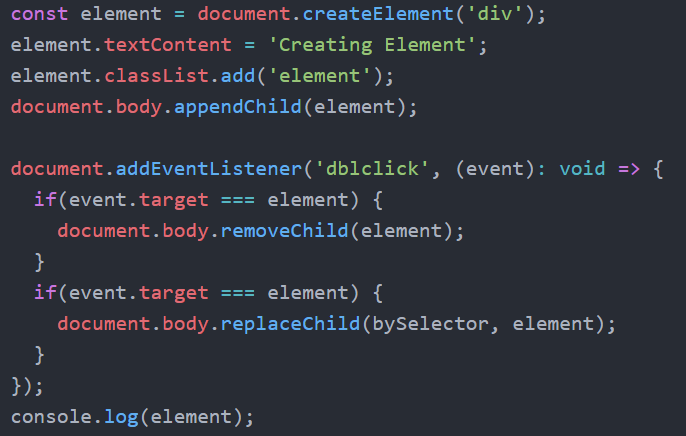 const element = document.createElement('div');
element.textContent = 'Creating Element';
element.classList.add('element');
document.body.appendChild(element);

document.addEventListener('dblclick', (event): void => {
  if(event.target === element) {
    document.body.removeChild(element);
  }
  if(event.target === element) {
    document.body.replaceChild(bySelector, element);
  }
});
console.log(element);